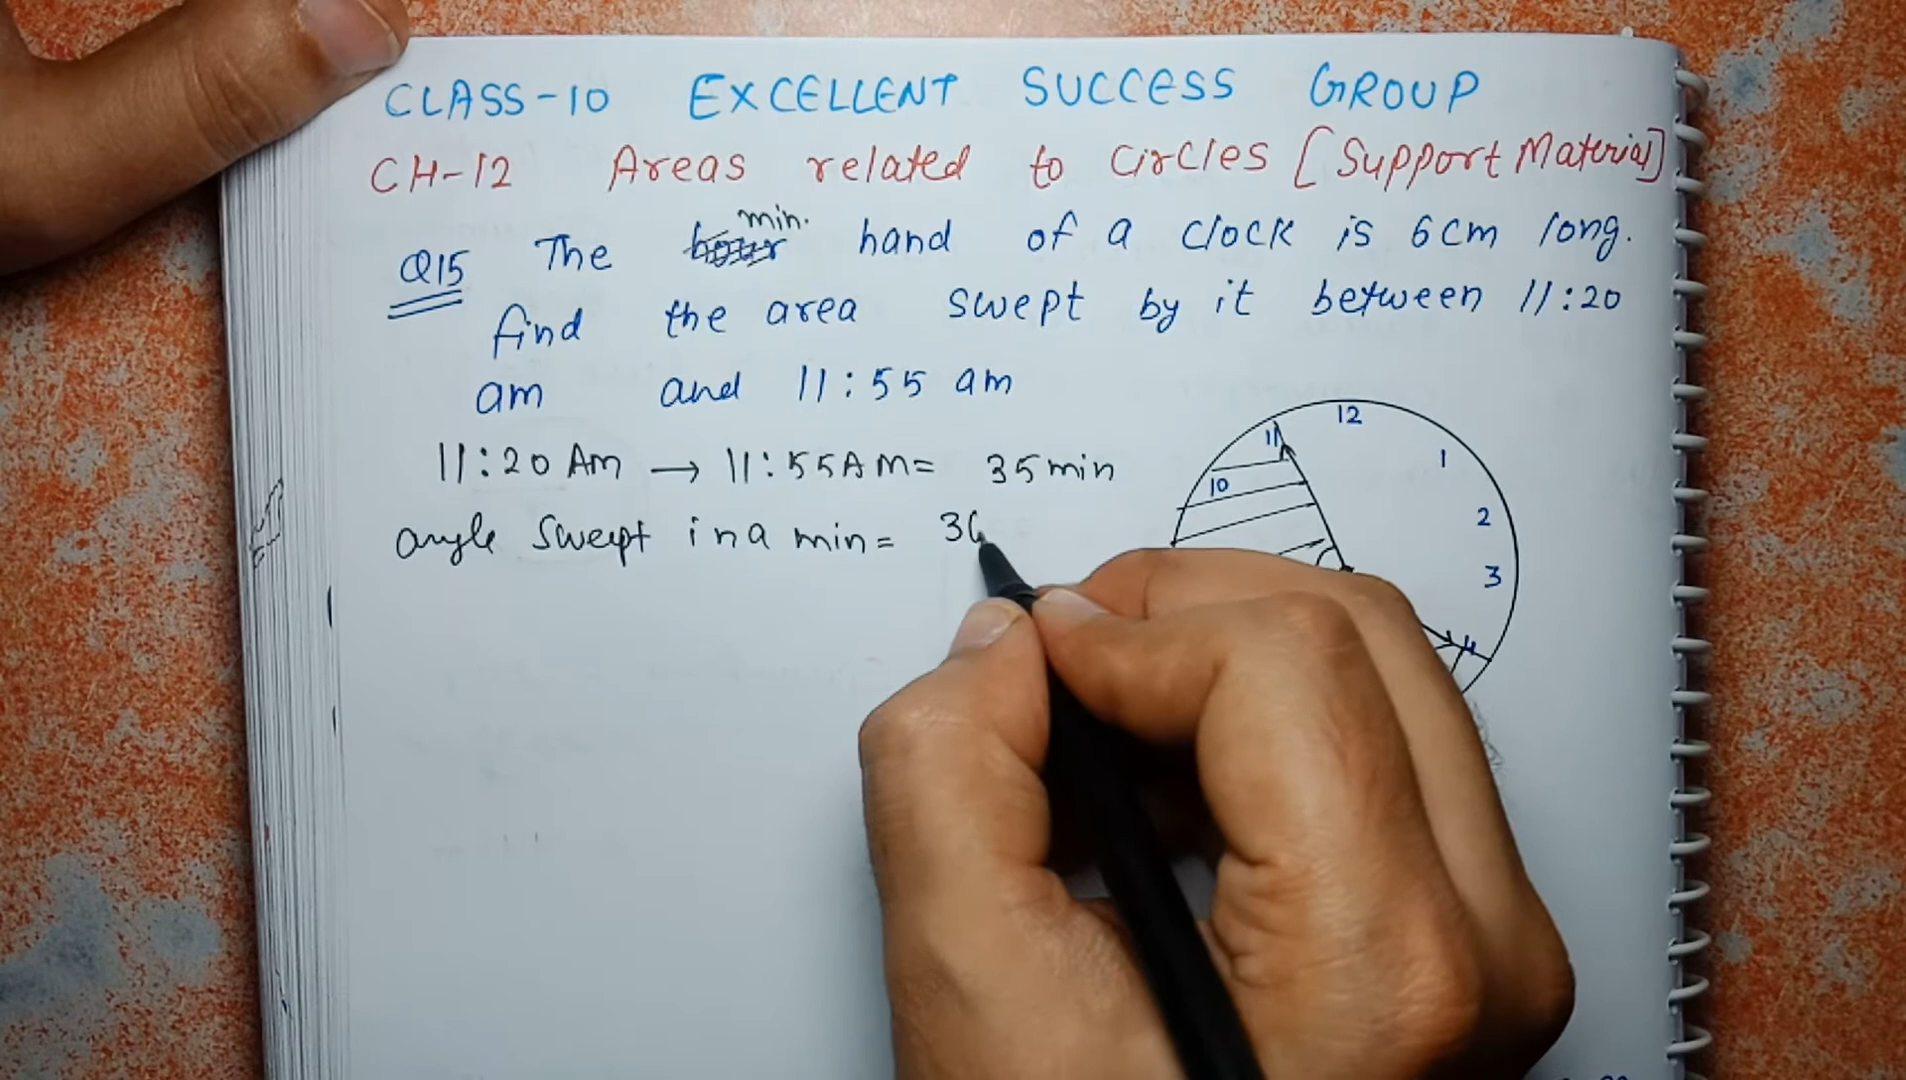 CLASS-10 EXCELLENT SUCCESS GROUP
CH-12 Areas related to Circles [Support Material]
min.
Q15 The hour hand of a clock is 6cm long.
find the area swept by it between 11:20
am and 11:55 am
11:20 Am → 11:55AM= 35min
angle Swept in a min= 36
12
11
1
10
2
3
4